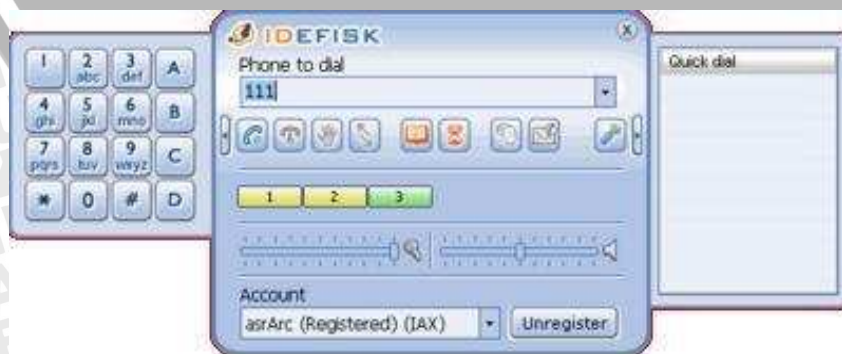 IDEFISK
Phone to dial
111
1 2 3
Account
asrArc (Registered) (IAX)
Unregister
1 2 abc 3 def A
4 ghi 5 jkl 6 mno B
7 pqrs 8 tuv 9 wxyz C
* 0 # D
Quick dial